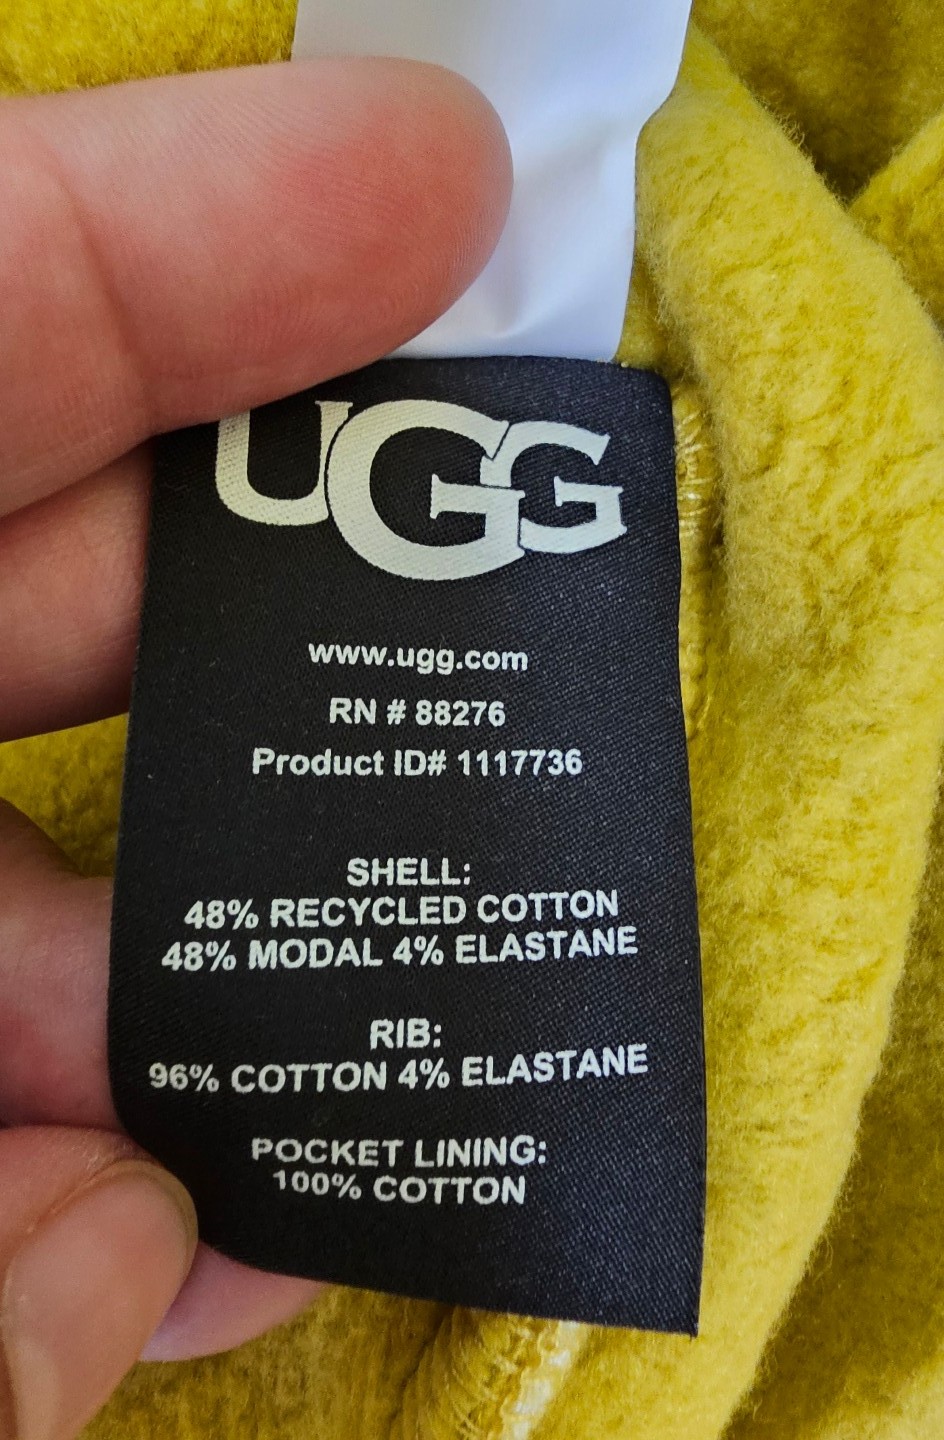 UGG
www.ugg.com
RN # 88276
Product ID# 1117736
SHELL:
48% RECYCLED COTTON
48% MODAL 4% ELASTANE
RIB:
96% COTTON 4% ELASTANE
POCKET LINING:
100% COTTON